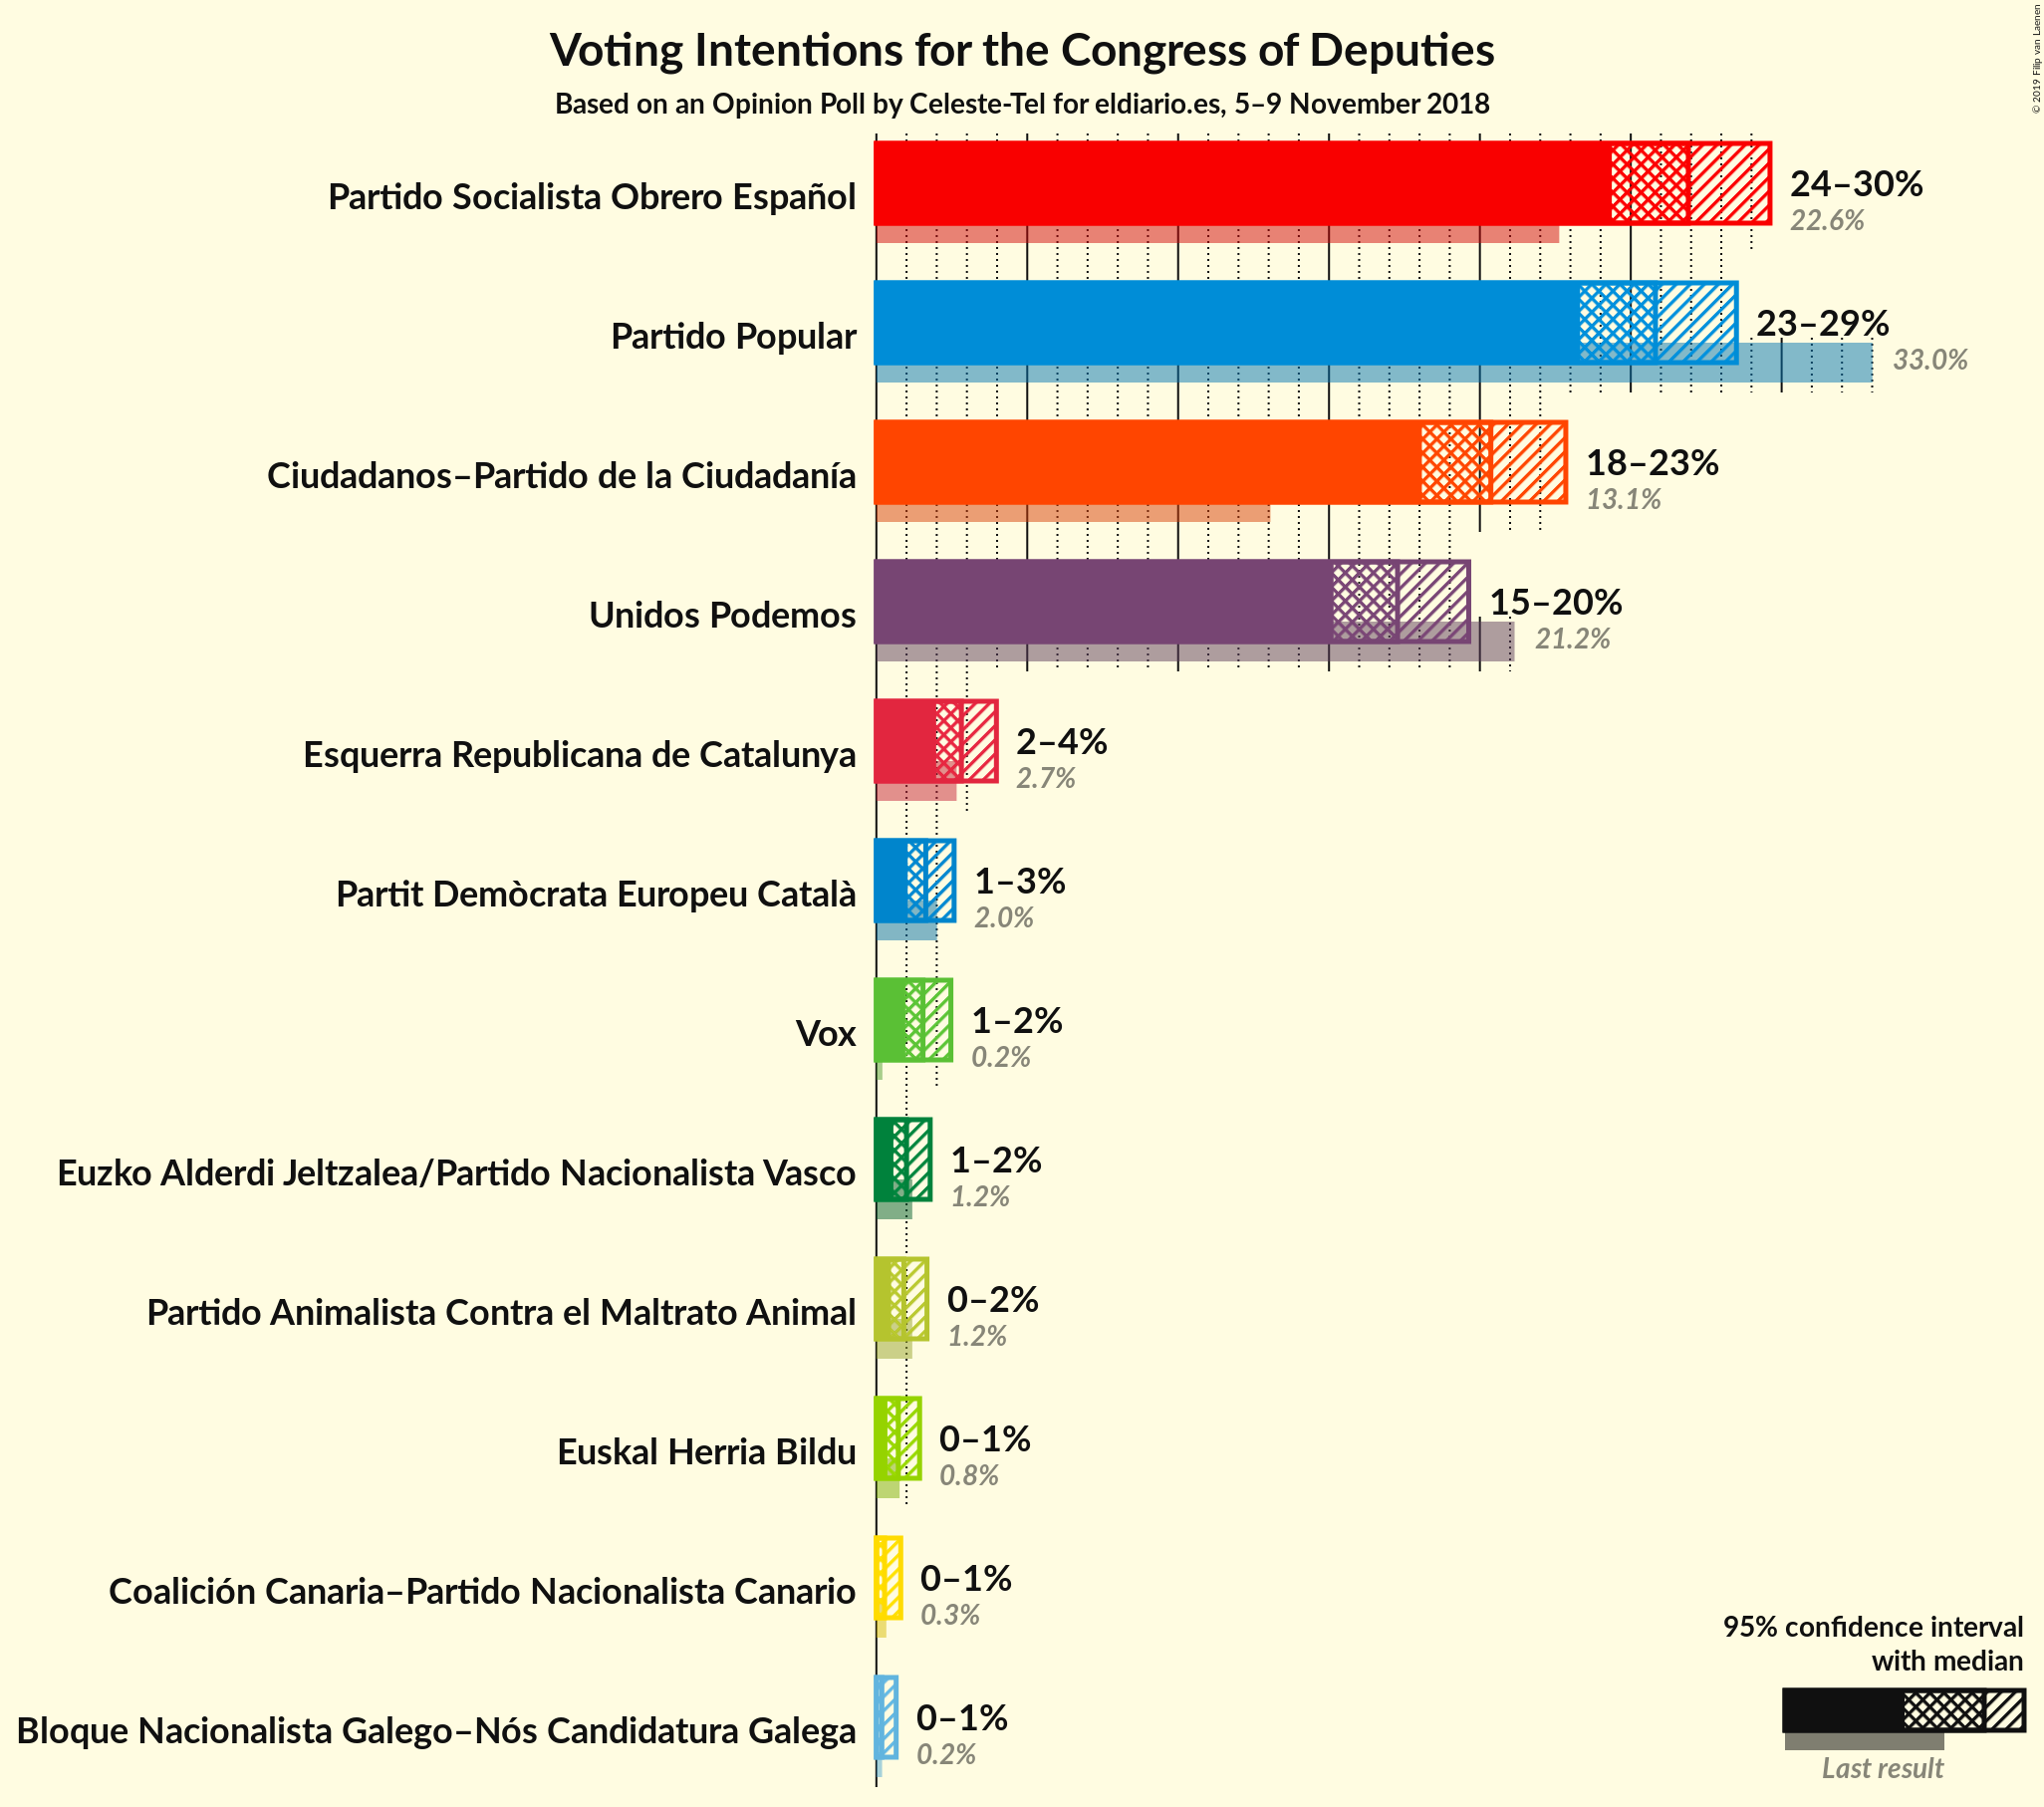 Voting Intentions for the Congress of Deputies
Based on an Opinion Poll by Celeste-Tel for eldiario.es, 5–9 November 2018
© 2019 Filip van Laenen
Partido Socialista Obrero Español
24–30%
22.6%
Partido Popular
23–29%
33.0%
Ciudadanos–Partido de la Ciudadanía
18–23%
13.1%
Unidos Podemos
15–20%
21.2%
Esquerra Republicana de Catalunya
2–4%
2.7%
Partit Demòcrata Europeu Català
1–3%
2.0%
Vox
1–2%
0.2%
Euzko Alderdi Jeltzalea/Partido Nacionalista Vasco
1–2%
1.2%
Partido Animalista Contra el Maltrato Animal
0–2%
1.2%
Euskal Herria Bildu
0–1%
0.8%
Coalición Canaria–Partido Nacionalista Canario
0–1%
0.3%
Bloque Nacionalista Galego–Nós Candidatura Galega
0–1%
0.2%
95% confidence interval
with median
Last result